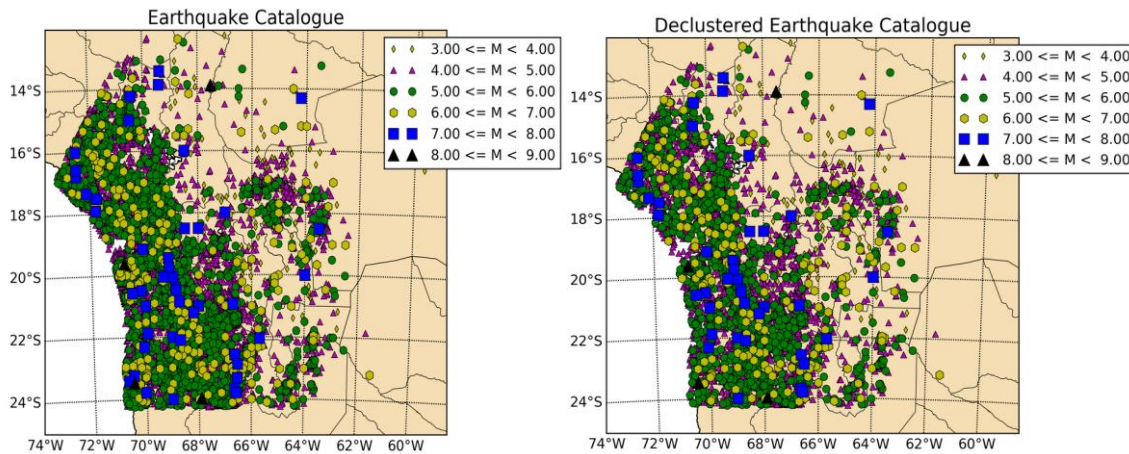 Earthquake Catalogue
3.00 <= M < 4.00
4.00 <= M < 5.00
5.00 <= M < 6.00
6.00 <= M < 7.00
7.00 <= M < 8.00
8.00 <= M < 9.00
14°S
16°S
18°S
20°S
22°S
24°S
74°W 72°W 70°W 68°W 66°W 64°W 62°W 60°W
Declustered Earthquake Catalogue
3.00 <= M < 4.00
4.00 <= M < 5.00
5.00 <= M < 6.00
6.00 <= M < 7.00
7.00 <= M < 8.00
8.00 <= M < 9.00
14°S
16°S
18°S
20°S
22°S
24°S
74°W 72°W 70°W 68°W 66°W 64°W 62°W 60°W